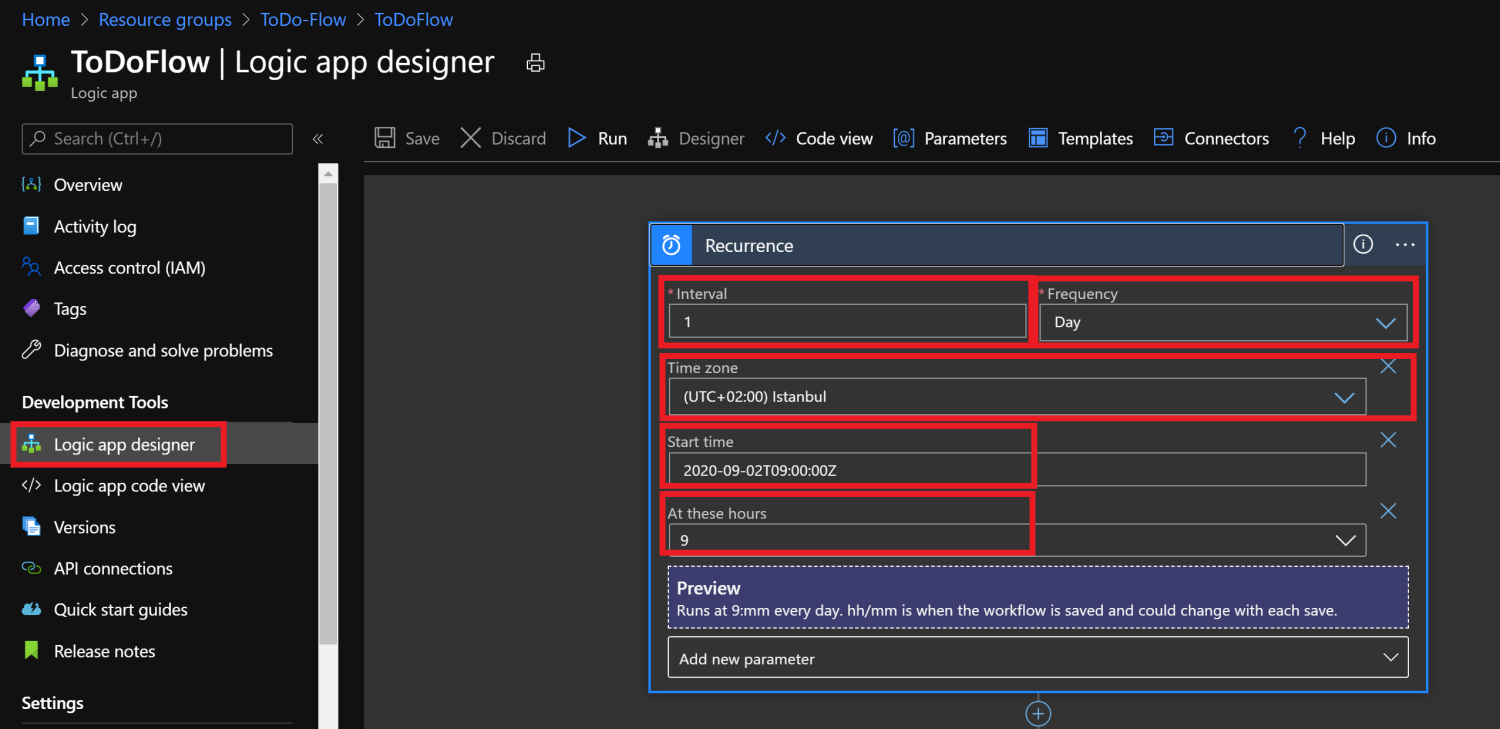 Home > Resource groups > ToDo-Flow > ToDoFlow
ToDoFlow | Logic app designer
Logic app
Search (Ctrl+/)
«
Save
Discard
Run
Designer
</> Code view
[@] Parameters
Templates
Connectors
? Help
Info
Overview
Activity log
Access control (IAM)
Tags
Diagnose and solve problems
Development Tools
Logic app designer
</> Logic app code view
Versions
API connections
Quick start guides
Release notes
Settings
Recurrence
* Interval
1
* Frequency
Day
Time zone
(UTC+02:00) Istanbul
Start time
2020-09-02T09:00:00Z
At these hours
9
Preview
Runs at 9:mm every day. hh/mm is when the workflow is saved and could change with each save.
Add new parameter